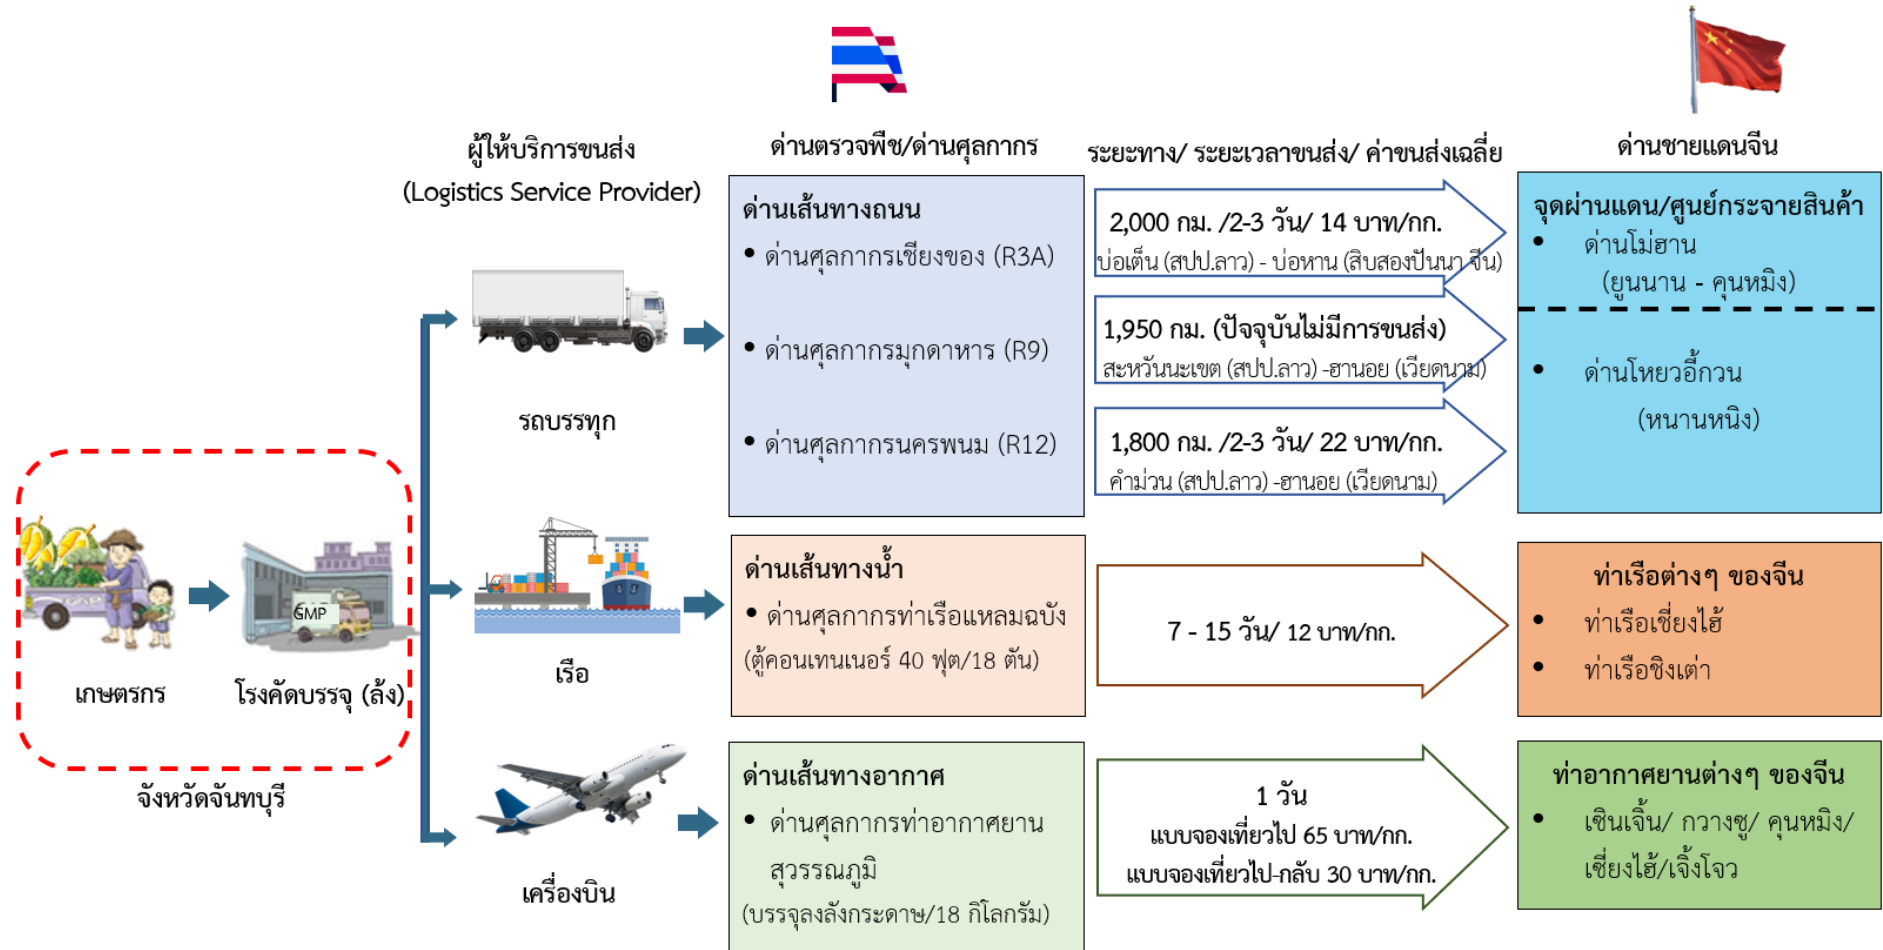 ผู้ให้บริการขนส่ง
(Logistics Service Provider)
ด่านตรวจพืช/ด่านศุลกากร
ระยะทาง/ ระยะเวลาขนส่ง/ ค่าขนส่งเฉลี่ย
ด่านชายแดนจีน
เกษตรกร
GMP
โรงคัดบรรจุ (ล้ง)
จังหวัดจันทบุรี
รถบรรทุก
ด่านเส้นทางถนน
• ด่านศุลกากรเชียงของ (R3A)
• ด่านศุลกากรมุกดาหาร (R9)
• ด่านศุลกากรนครพนม (R12)
2,000 กม. /2-3 วัน/ 14 บาท/กก.
บ่อเต็น (สปป.ลาว) - บ่อหาน (สิบสองปันนา จีน)
1,950 กม. (ปัจจุบันไม่มีการขนส่ง)
สะหวันนะเขต (สปป.ลาว) -ฮานอย (เวียดนาม)
1,800 กม. /2-3 วัน/ 22 บาท/กก.
คำม่วน (สปป.ลาว) -ฮานอย (เวียดนาม)
จุดผ่านแดน/ศูนย์กระจายสินค้า
• ด่านโม่ฮาน
(ยูนนาน - คุนหมิง)
• ด่านโหยวอี้กวน
(หนานหนิง)
เรือ
ด่านเส้นทางน้ำ
• ด่านศุลกากรท่าเรือแหลมฉบัง
(ตู้คอนเทนเนอร์ 40 ฟุต/18 ตัน)
7 - 15 วัน/ 12 บาท/กก.
ท่าเรือต่างๆ ของจีน
• ท่าเรือเซี่ยงไฮ้
• ท่าเรือชิงเต่า
เครื่องบิน
ด่านเส้นทางอากาศ
• ด่านศุลกากรท่าอากาศยาน
สุวรรณภูมิ
(บรรจุลงลังกระดาษ/18 กิโลกรัม)
1 วัน
แบบจองเที่ยวไป 65 บาท/กก.
แบบจองเที่ยวไป-กลับ 30 บาท/กก.
ท่าอากาศยานต่างๆ ของจีน
• เซินเจิ้น/ กวางซู/ คุนหมิง/
เซี่ยงไฮ้/เจิ้งโจว